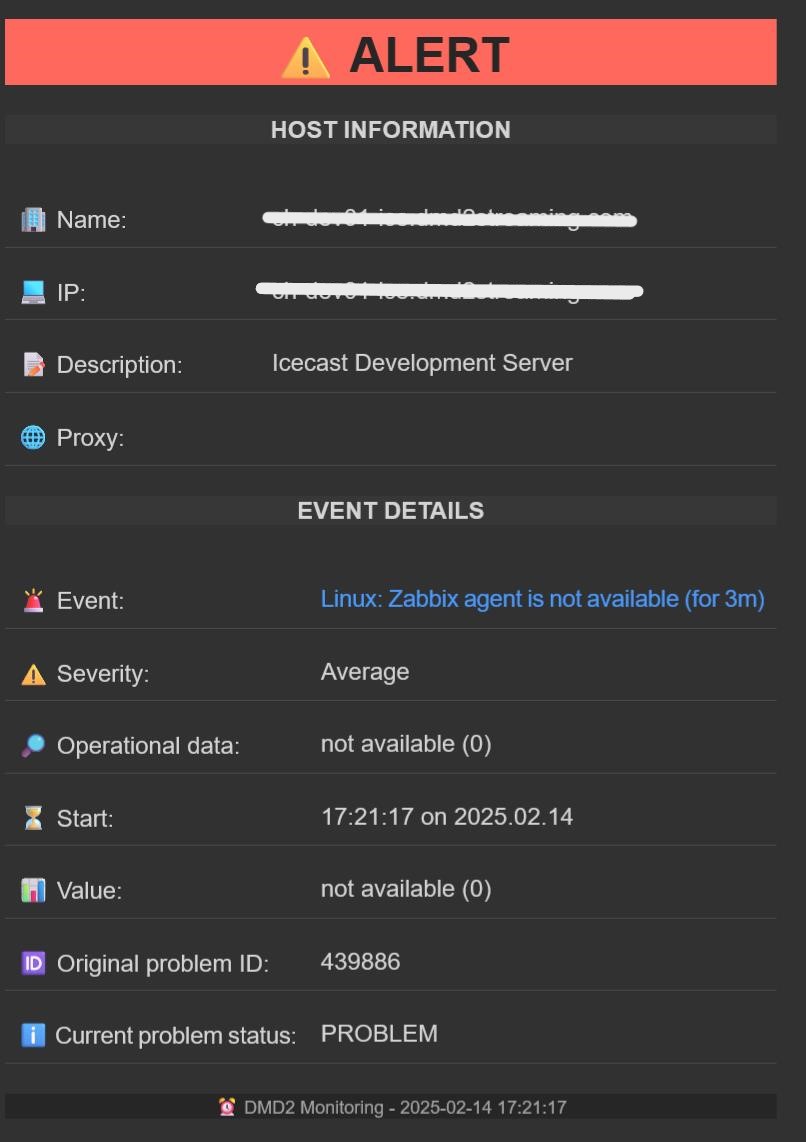 ALERT
HOST INFORMATION
Name:
IP:
Description: Icecast Development Server
Proxy:
EVENT DETAILS
Event: Linux: Zabbix agent is not available (for 3m)
Severity: Average
Operational data: not available (0)
Start: 17:21:17 on 2025.02.14
Value: not available (0)
ID Original problem ID: 439886
i Current problem status: PROBLEM
DMD2 Monitoring - 2025-02-14 17:21:17